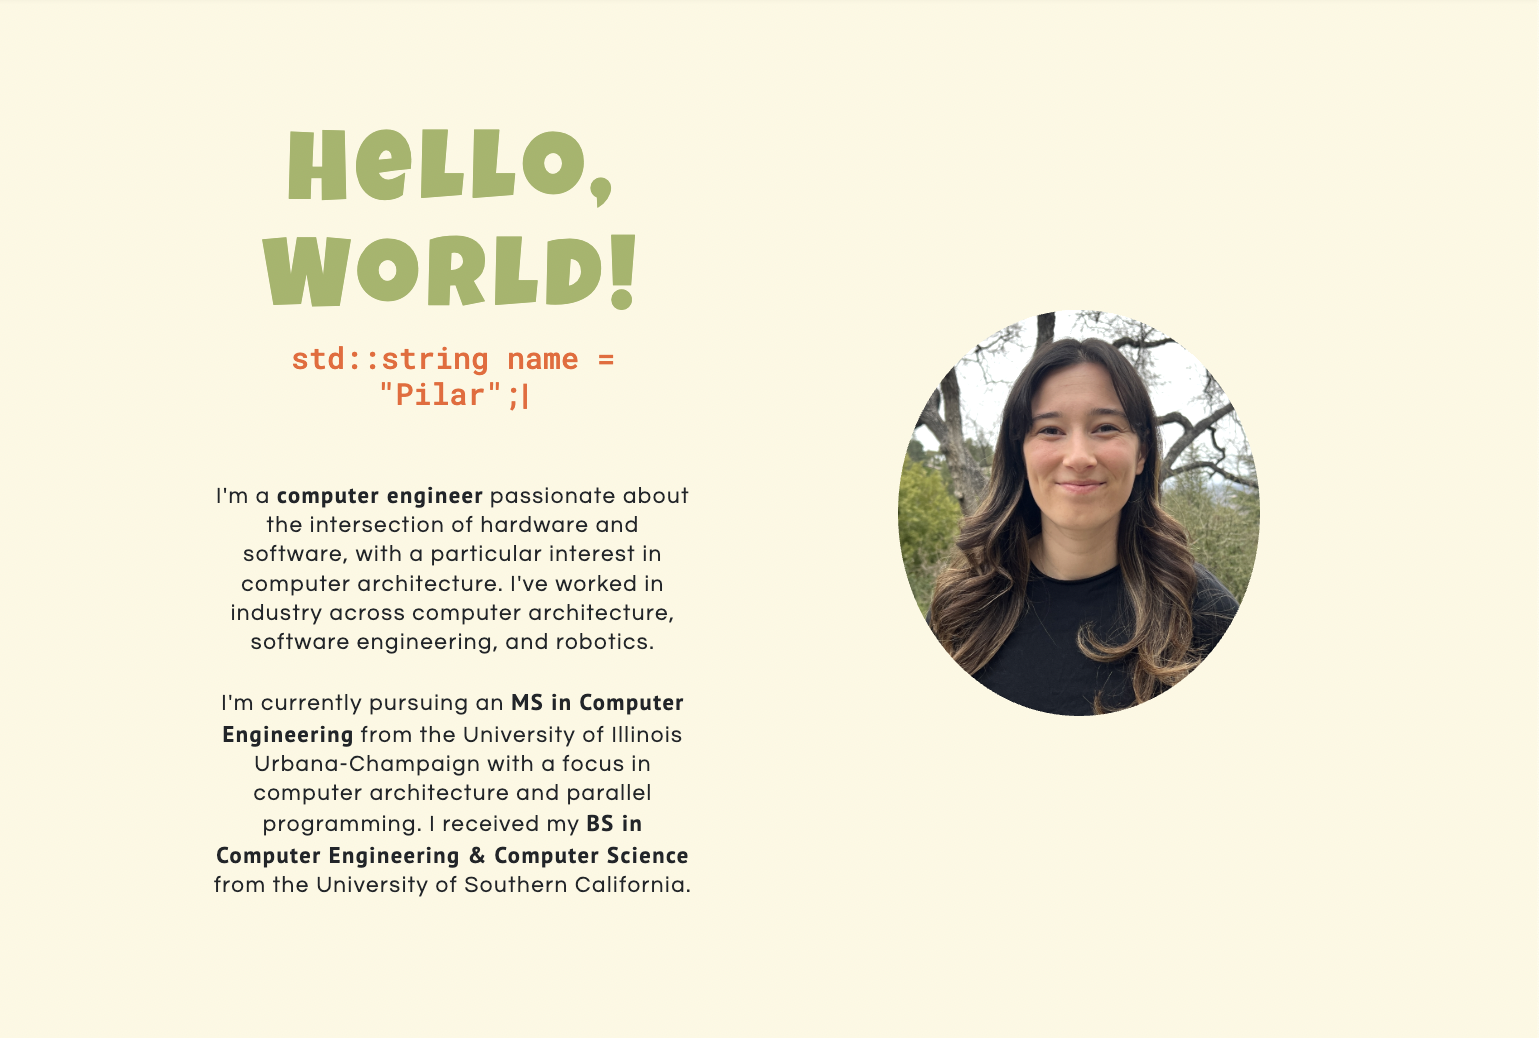 HeLLO,
WORLD!
std::string name =
"Pilar";|
I'm a computer engineer passionate about
the intersection of hardware and
software, with a particular interest in
computer architecture. I've worked in
industry across computer architecture,
software engineering, and robotics.
I'm currently pursuing an MS in Computer
Engineering from the University of Illinois
Urbana-Champaign with a focus in
computer architecture and parallel
programming. I received my BS in
Computer Engineering & Computer Science
from the University of Southern California.